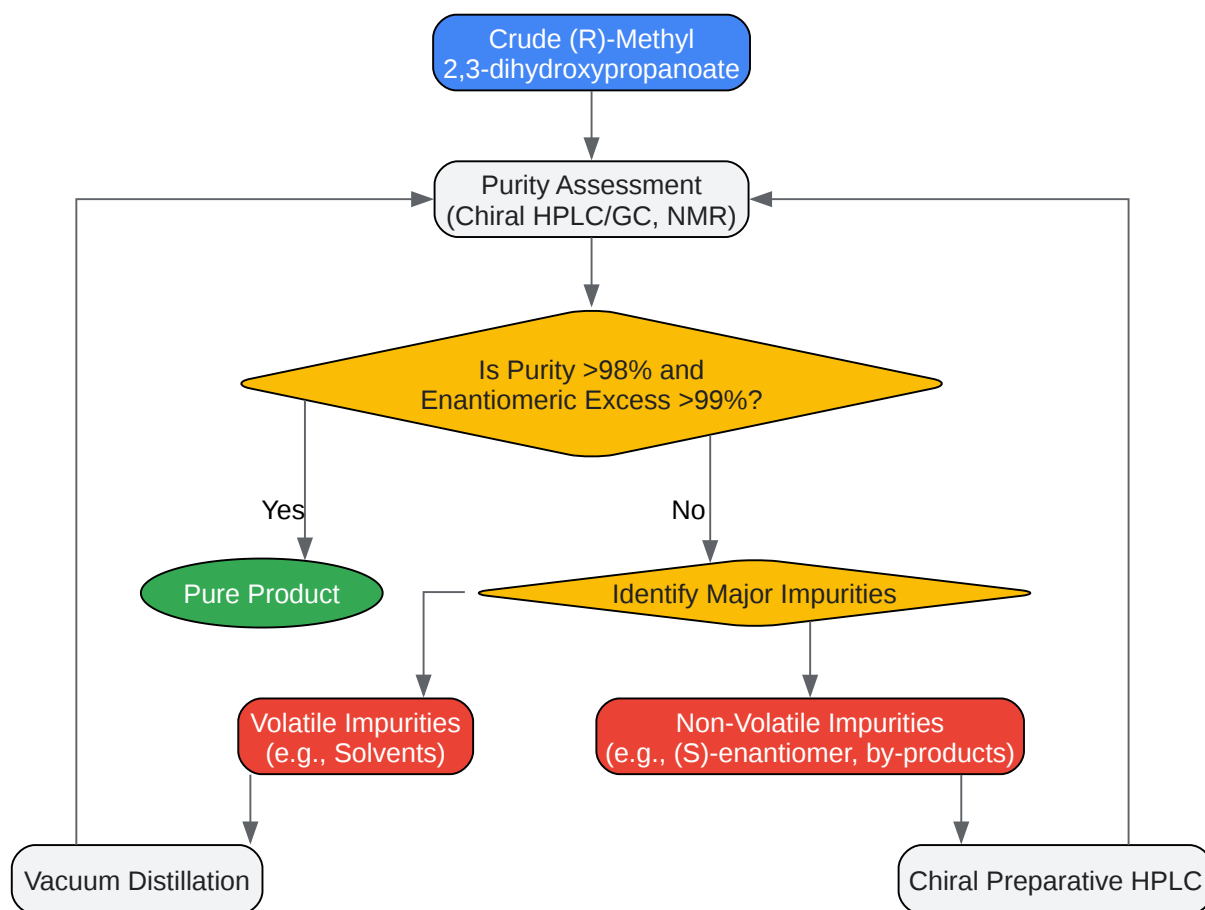 Crude (R)-Methyl
2,3-dihydroxypropanoate
Purity Assessment
(Chiral HPLC/GC, NMR)
Is Purity >98% and
Enantiomeric Excess >99%?
Yes
No
Pure Product
Identify Major Impurities
Volatile Impurities
(e.g., Solvents)
Non-Volatile Impurities
(e.g., (S)-enantiomer, by-products)
Vacuum Distillation
Chiral Preparative HPLC